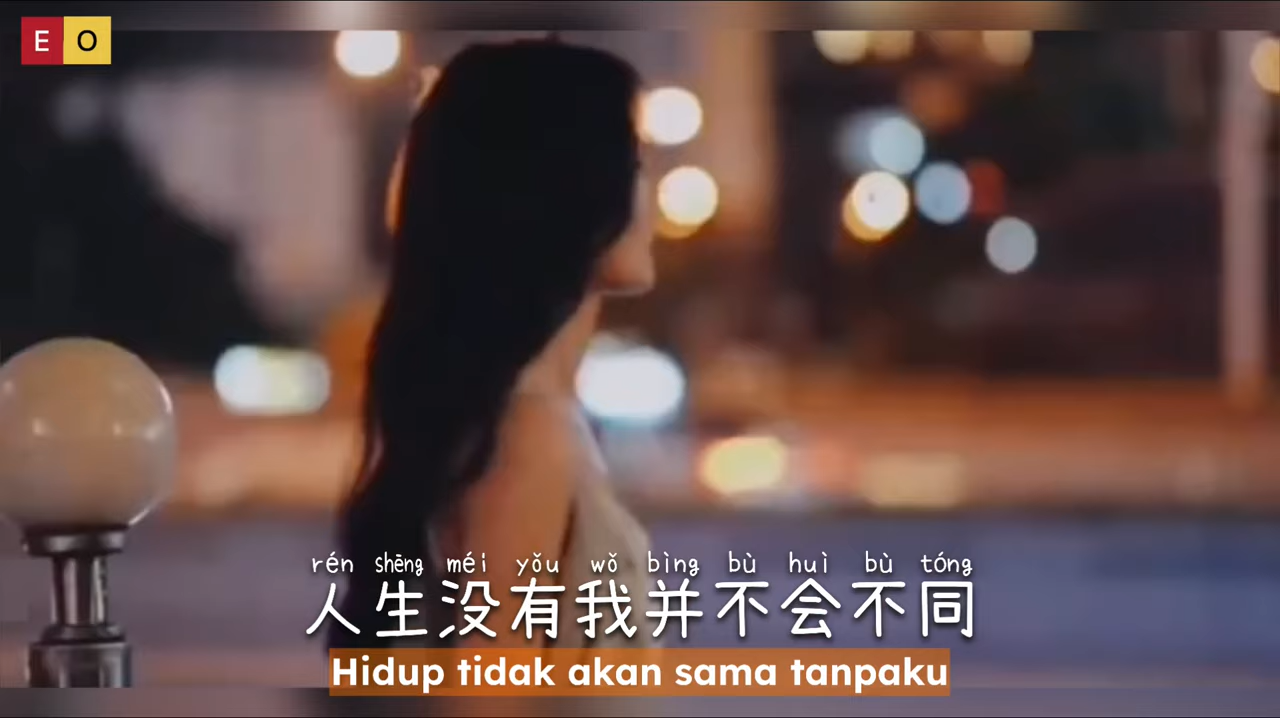 E O
rén shēng méi yǒu wǒ bìng bù huì bù tóng
人生没有我并不会不同
Hidup tidak akan sama tanpaku